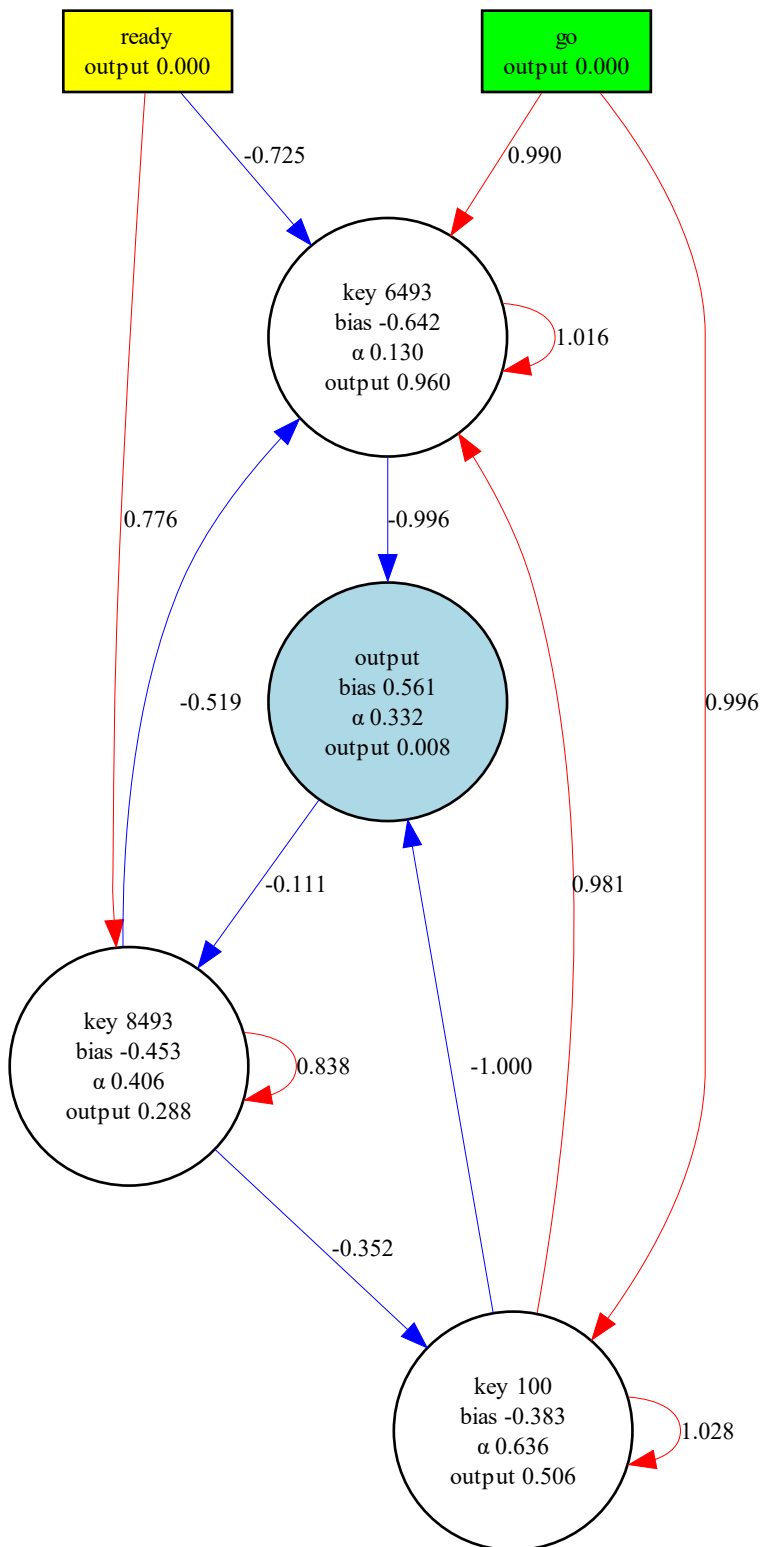 ready
output 0.000
go
output 0.000
-0.725
0.990
key 6493
bias -0.642
α 0.130
output 0.960
1.016
0.776
-0.996
-0.519
output
bias 0.561
α 0.332
output 0.008
0.996
-0.111
0.981
key 8493
bias -0.453
α 0.406
output 0.288
0.838
-1.000
-0.352
key 100
bias -0.383
α 0.636
output 0.506
1.028